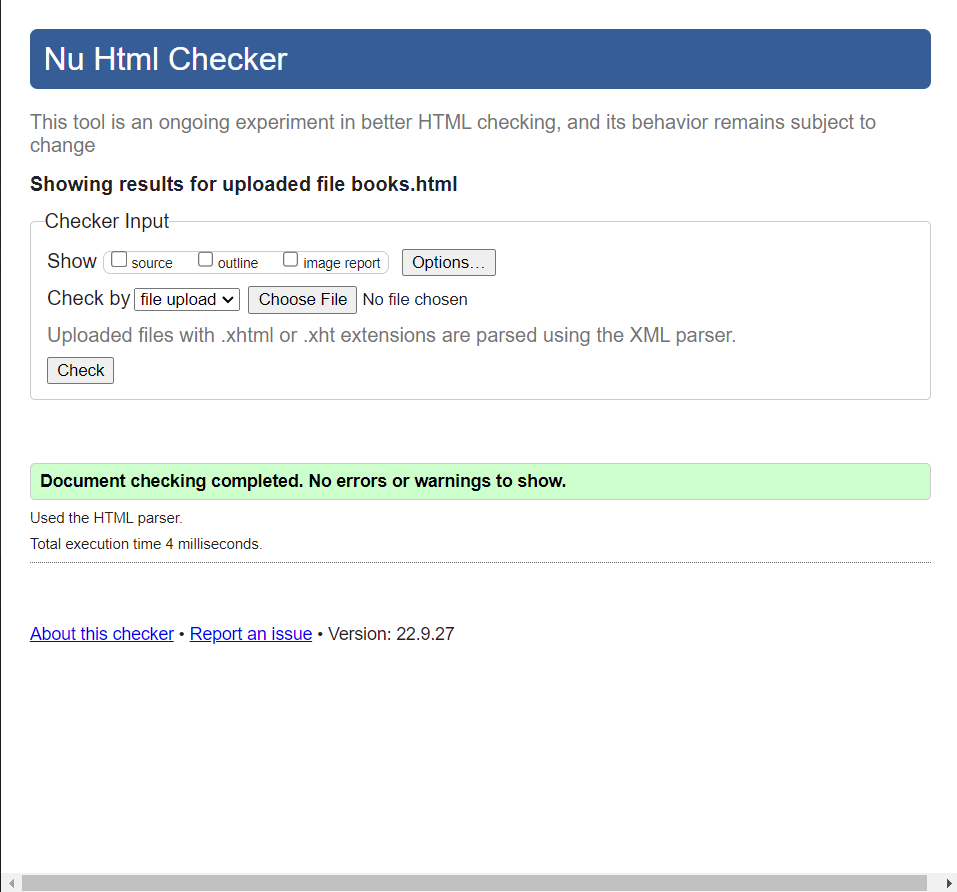 Nu Html Checker
This tool is an ongoing experiment in better HTML checking, and its behavior remains subject to
change
Showing results for uploaded file books.html
Checker Input
Show source outline image report Options...
Check by file upload Choose File No file chosen
Uploaded files with .xhtml or .xht extensions are parsed using the XML parser.
Check
Document checking completed. No errors or warnings to show.
Used the HTML parser.
Total execution time 4 milliseconds.
About this checker • Report an issue • Version: 22.9.27